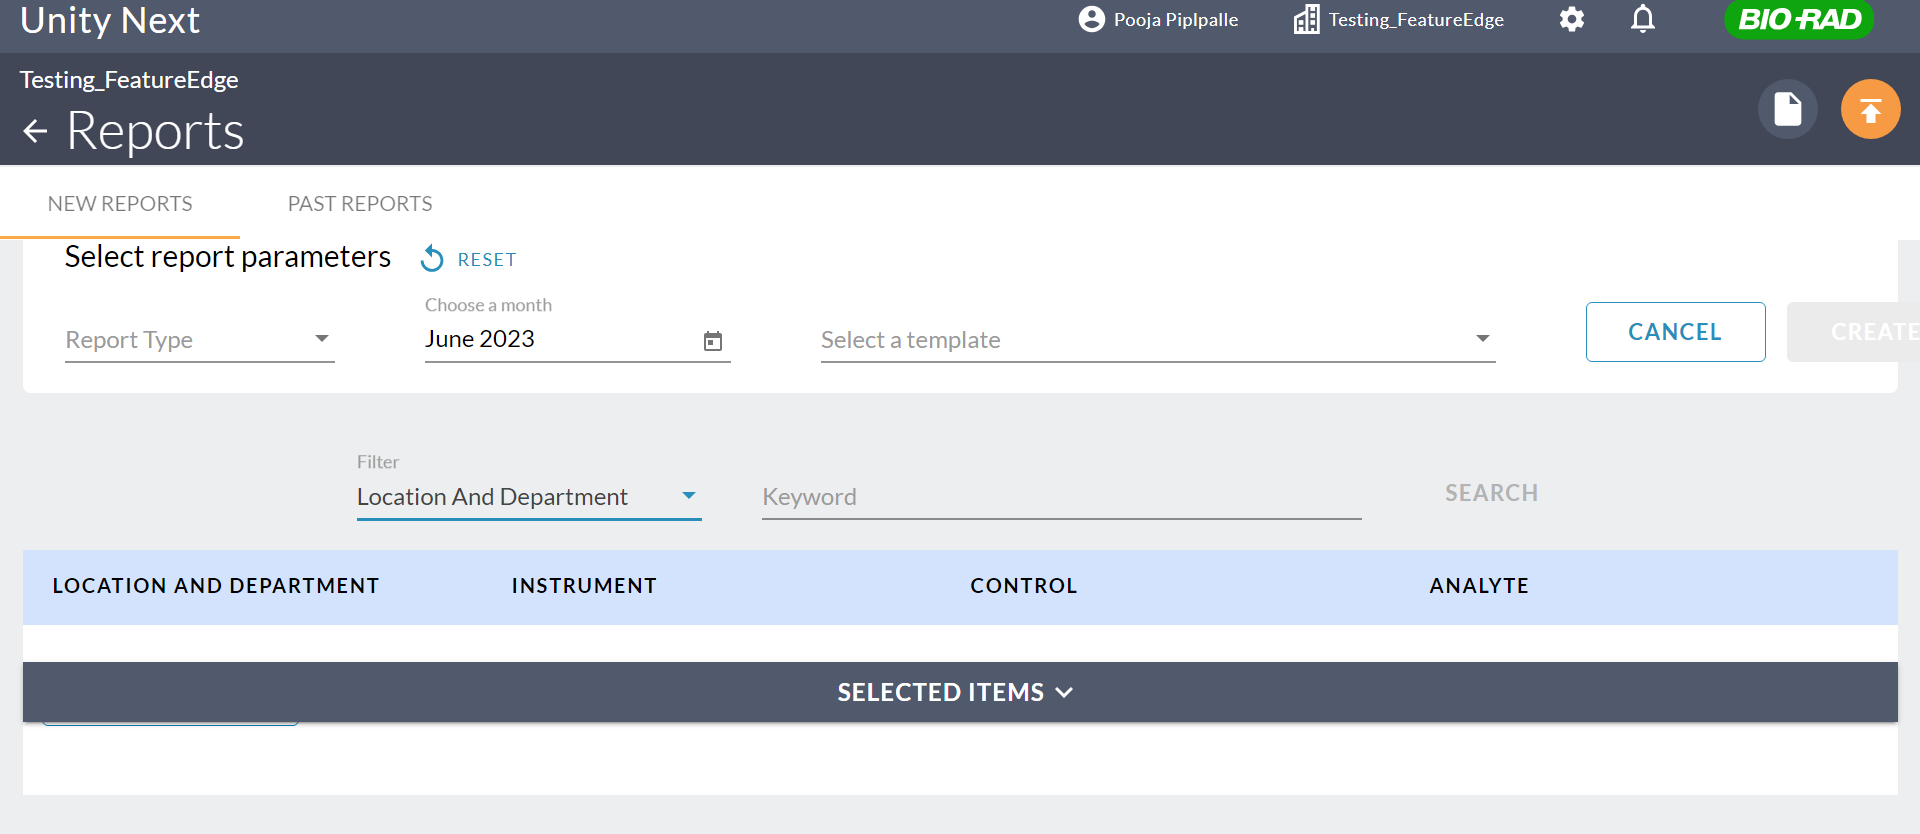 Unity Next
Pooja Piplpalle
Testing_FeatureEdge
BIO-RAD
Testing_FeatureEdge
Reports
NEW REPORTS
PAST REPORTS
Select report parameters
RESET
Report Type
Choose a month
June 2023
Select a template
CANCEL
CREATE
Filter
Location And Department
Keyword
SEARCH
LOCATION AND DEPARTMENT
INSTRUMENT
CONTROL
ANALYTE
SELECTED ITEMS